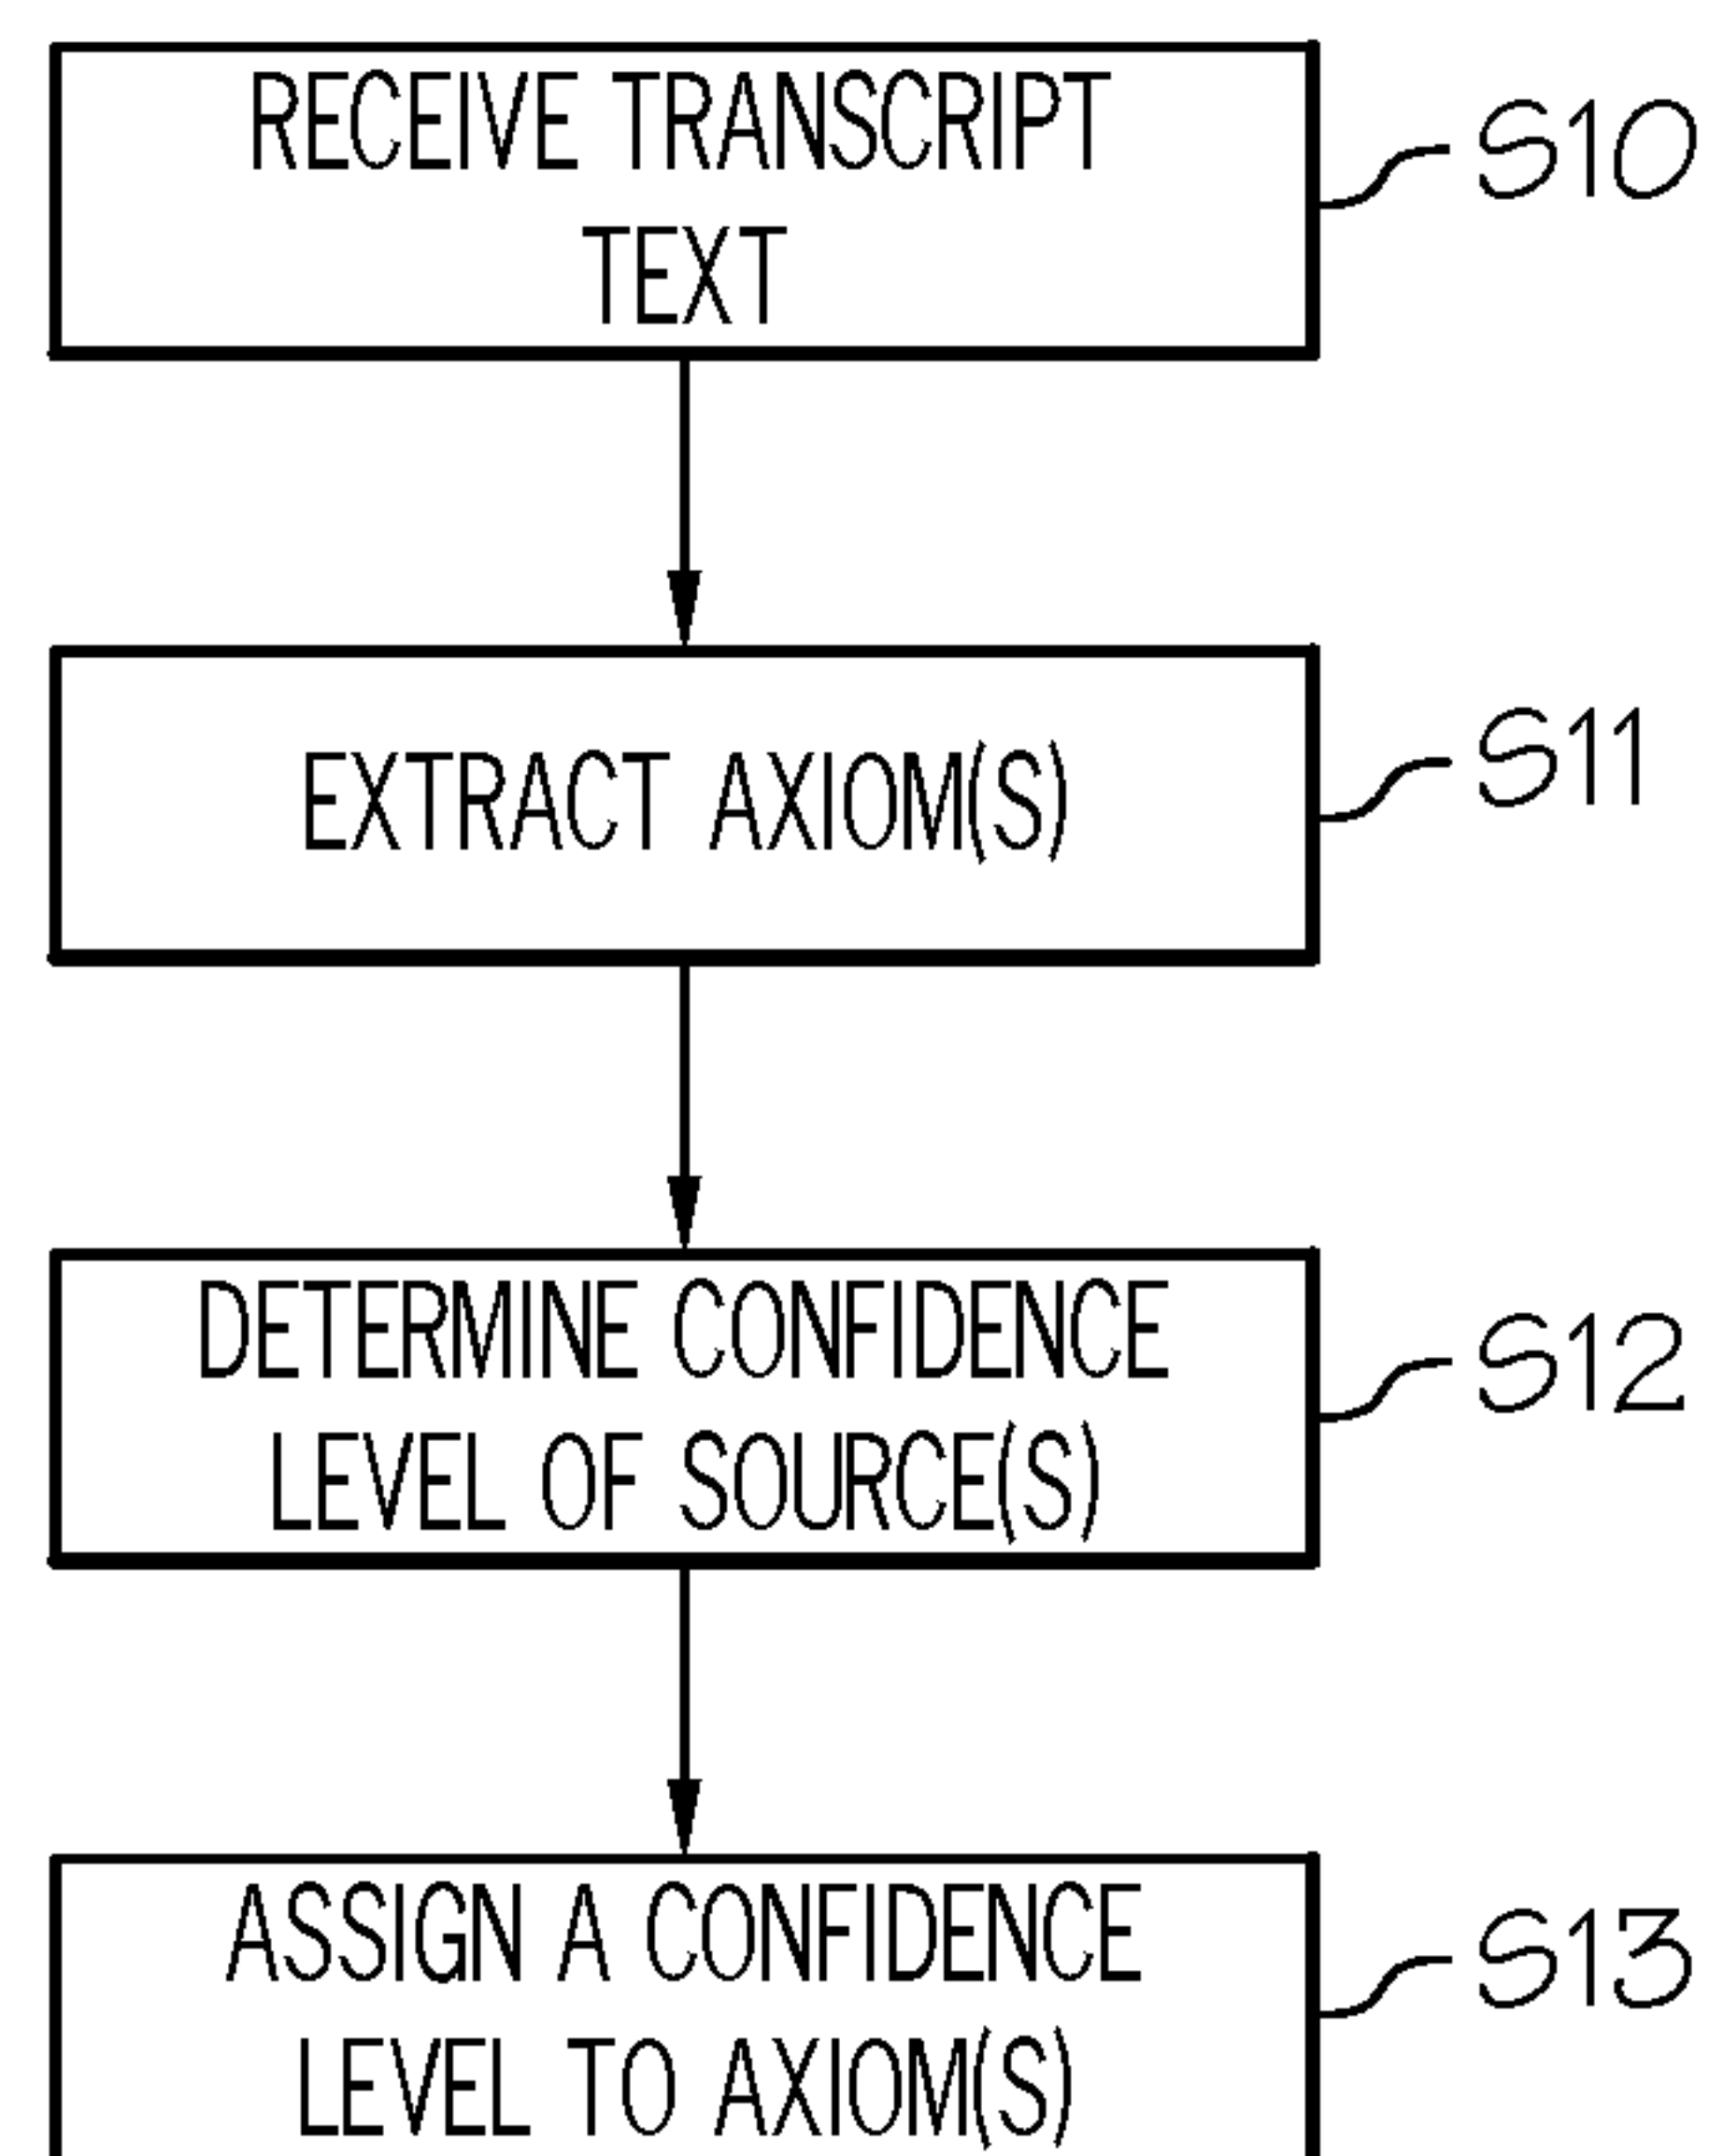 RECEIVE TRANSCRIPT
TEXT
S10
EXTRACT AXIOM(S)
S11
DETERMINE CONFIDENCE
LEVEL OF SOURCE(S)
S12
ASSIGN A CONFIDENCE
LEVEL TO AXIOM(S)
S13